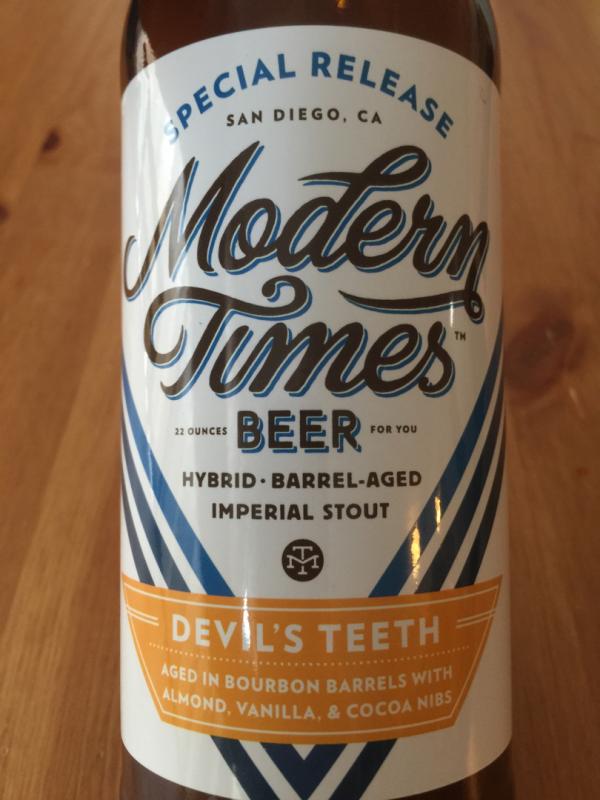 SPECIAL RELEASE
SAN DIEGO, CA
Modern
Times™
22 OUNCES BEER FOR YOU
HYBRID · BARREL-AGED
IMPERIAL STOUT
TM
DEVIL'S TEETH
AGED IN BOURBON BARRELS WITH
ALMOND, VANILLA, & COCOA NIBS